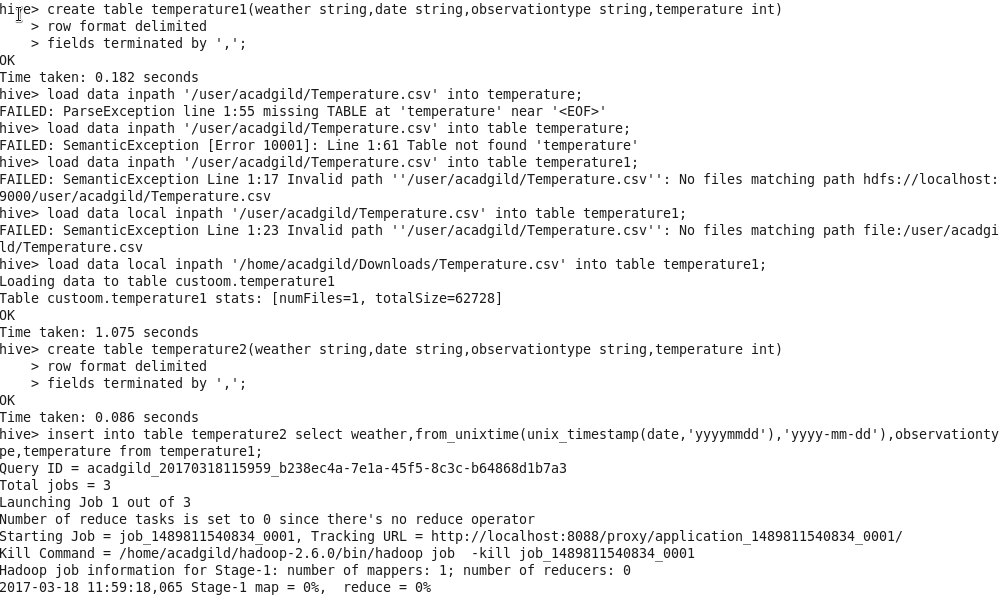 hive> create table temperature1(weather string,date string,observationtype string,temperature int)
    > row format delimited
    > fields terminated by ',';
OK
Time taken: 0.182 seconds
hive> load data inpath '/user/acadgild/Temperature.csv' into temperature;
FAILED: ParseException line 1:55 missing TABLE at 'temperature' near '<EOF>'
hive> load data inpath '/user/acadgild/Temperature.csv' into table temperature;
FAILED: SemanticException [Error 10001]: Line 1:61 Table not found 'temperature'
hive> load data inpath '/user/acadgild/Temperature.csv' into table temperature1;
FAILED: SemanticException Line 1:17 Invalid path ''/user/acadgild/Temperature.csv'': No files matching path hdfs://localhost:
9000/user/acadgild/Temperature.csv
hive> load data local inpath '/user/acadgild/Temperature.csv' into table temperature1;
FAILED: SemanticException Line 1:23 Invalid path ''/user/acadgild/Temperature.csv'': No files matching path file:/user/acadgi
ld/Temperature.csv
hive> load data local inpath '/home/acadgild/Downloads/Temperature.csv' into table temperature1;
Loading data to table custoom.temperature1
Table custoom.temperature1 stats: [numFiles=1, totalSize=62728]
OK
Time taken: 1.075 seconds
hive> create table temperature2(weather string,date string,observationtype string,temperature int)
    > row format delimited
    > fields terminated by ',';
OK
Time taken: 0.086 seconds
hive> insert into table temperature2 select weather,from_unixtime(unix_timestamp(date,'yyyymmdd'),'yyyy-mm-dd'),observationty
pe,temperature from temperature1;
Query ID = acadgild_20170318115959_b238ec4a-7e1a-45f5-8c3c-b64868d1b7a3
Total jobs = 3
Launching Job 1 out of 3
Number of reduce tasks is set to 0 since there's no reduce operator
Starting Job = job_1489811540834_0001, Tracking URL = http://localhost:8088/proxy/application_1489811540834_0001/
Kill Command = /home/acadgild/hadoop-2.6.0/bin/hadoop job  -kill job_1489811540834_0001
Hadoop job information for Stage-1: number of mappers: 1; number of reducers: 0
2017-03-18 11:59:18,065 Stage-1 map = 0%,  reduce = 0%